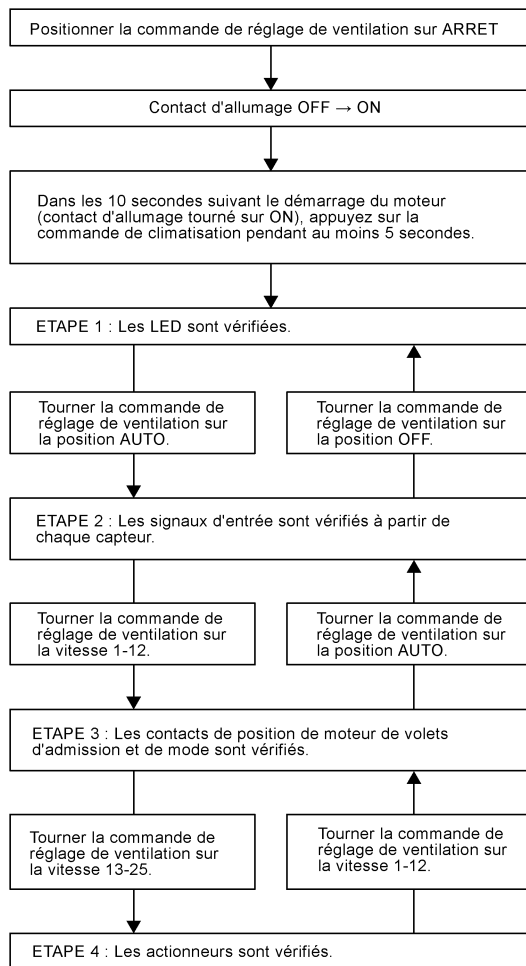 Positionner la commande de réglage de ventilation sur ARRET
Contact d'allumage OFF → ON
Dans les 10 secondes suivant le démarrage du moteur
(contact d'allumage tourné sur ON), appuyez sur la
commande de climatisation pendant au moins 5 secondes.
ETAPE 1 : Les LED sont vérifiées.
Tourner la commande de
réglage de ventilation sur
la position AUTO.
Tourner la commande de
réglage de ventilation sur
la position OFF.
ETAPE 2 : Les signaux d'entrée sont vérifiés à partir de
chaque capteur.
Tourner la commande de
réglage de ventilation sur
la vitesse 1-12.
Tourner la commande de
réglage de ventilation sur
la position AUTO.
ETAPE 3 : Les contacts de position de moteur de volets
d'admission et de mode sont vérifiés.
Tourner la commande de
réglage de ventilation sur
la vitesse 13-25.
Tourner la commande de
réglage de ventilation sur
la vitesse 1-12.
ETAPE 4 : Les actionneurs sont vérifiés.